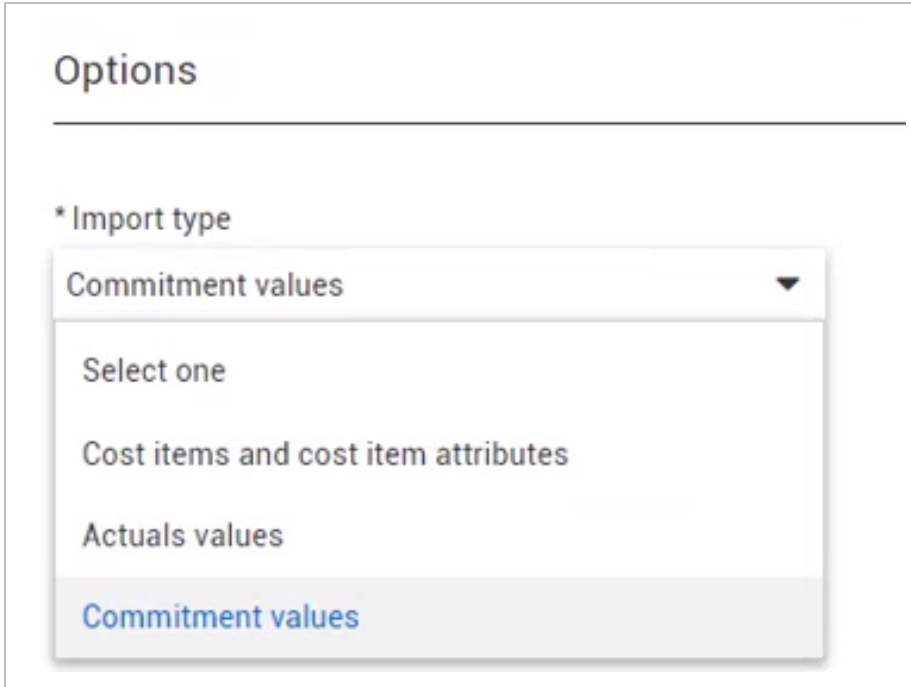 Options
* Import type
Commitment values
Select one
Cost items and cost item attributes
Actuals values
Commitment values